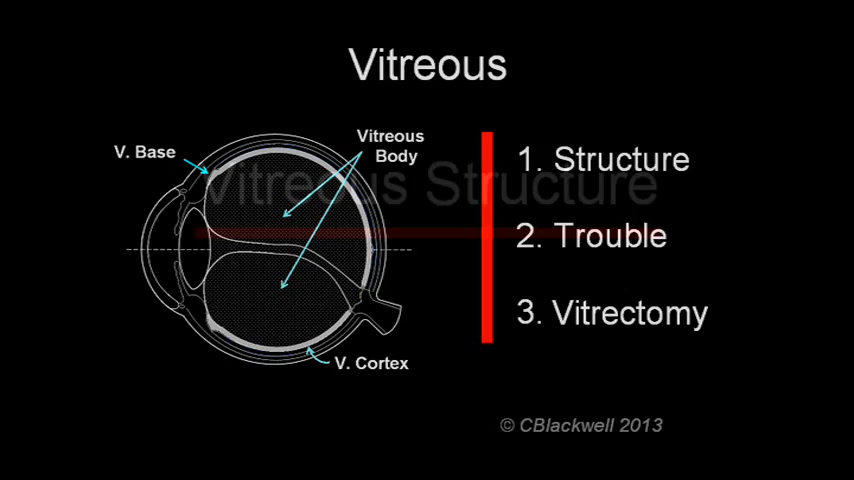 Vitreous
V. Base
Vitreous
Body
V. Cortex
1. Structure
Vitreous Structure
2. Trouble
3. Vitrectomy
© CBlackwell 2013